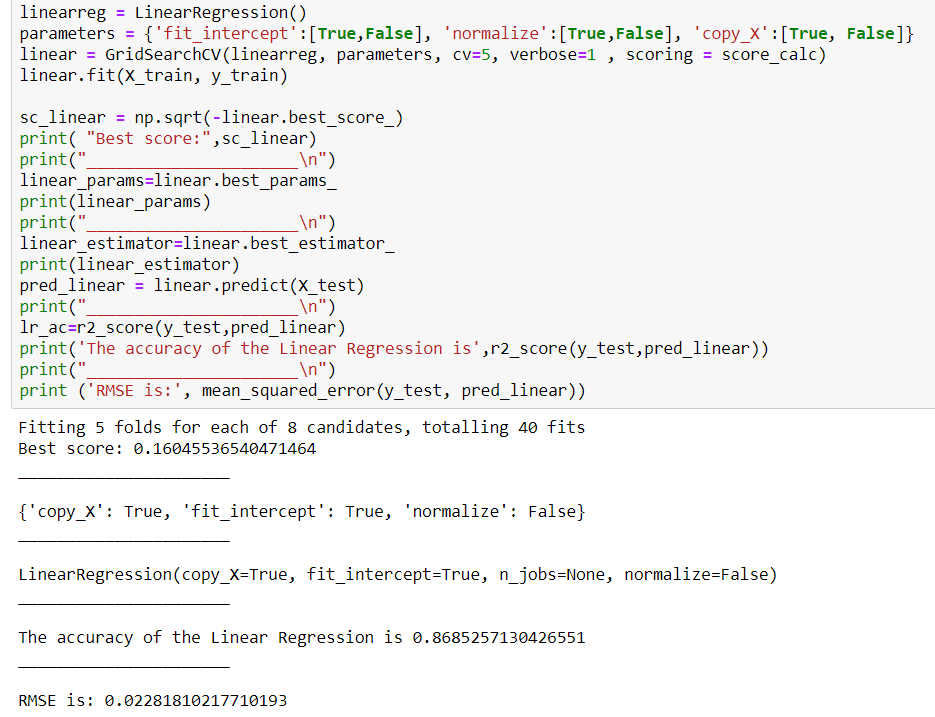 linearreg = LinearRegression()
parameters = {'fit_intercept':[True,False], 'normalize':[True,False], 'copy_X':[True, False]}
linear = GridSearchCV(linearreg, parameters, cv=5, verbose=1 , scoring = score_calc)
linear.fit(X_train, y_train)

sc_linear = np.sqrt(-linear.best_score_)
print( "Best score:",sc_linear)
print("______________________\n")
linear_params=linear.best_params_
print(linear_params)
print("______________________\n")
linear_estimator=linear.best_estimator_
print(linear_estimator)
pred_linear = linear.predict(X_test)
print("______________________\n")
lr_ac=r2_score(y_test,pred_linear)
print('The accuracy of the Linear Regression is',r2_score(y_test,pred_linear))
print("______________________\n")
print ('RMSE is:', mean_squared_error(y_test, pred_linear))
Fitting 5 folds for each of 8 candidates, totalling 40 fits
Best score: 0.16045536540471464
______________________

{'copy_X': True, 'fit_intercept': True, 'normalize': False}
______________________

LinearRegression(copy_X=True, fit_intercept=True, n_jobs=None, normalize=False)
______________________

The accuracy of the Linear Regression is 0.8685257130426551
______________________

RMSE is: 0.02281810217710193